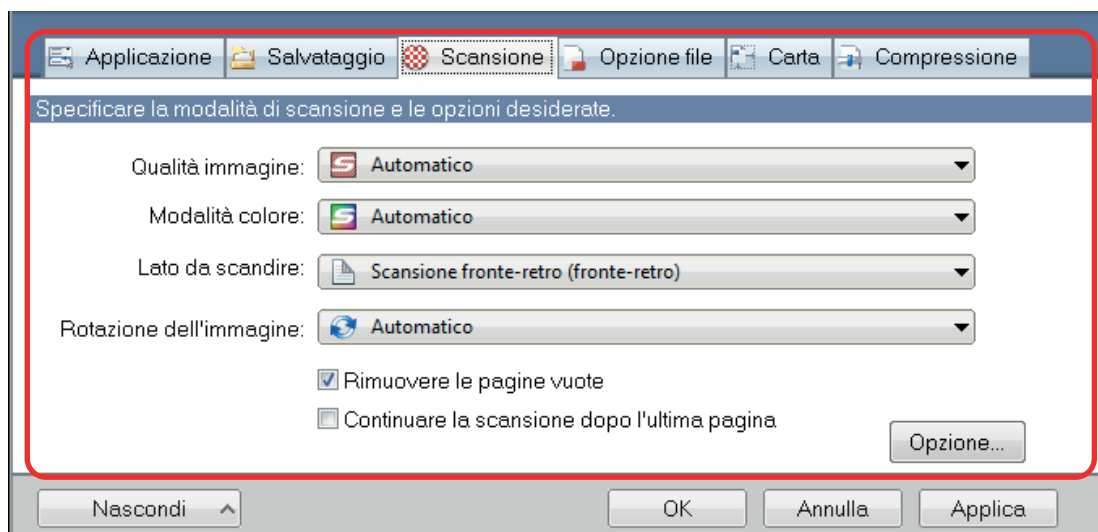 Applicazione Salvataggio Scansione Opzione file Carta Compressione
Specificare la modalità di scansione e le opzioni desiderate.
Qualità immagine: Automatico
Modalità colore: Automatico
Lato da scandire: Scansione fronte-retro (fronte-retro)
Rotazione dell'immagine: Automatico
Rimuovere le pagine vuote
Continuare la scansione dopo l'ultima pagina
Opzione...
Nascondi OK Annulla Applica